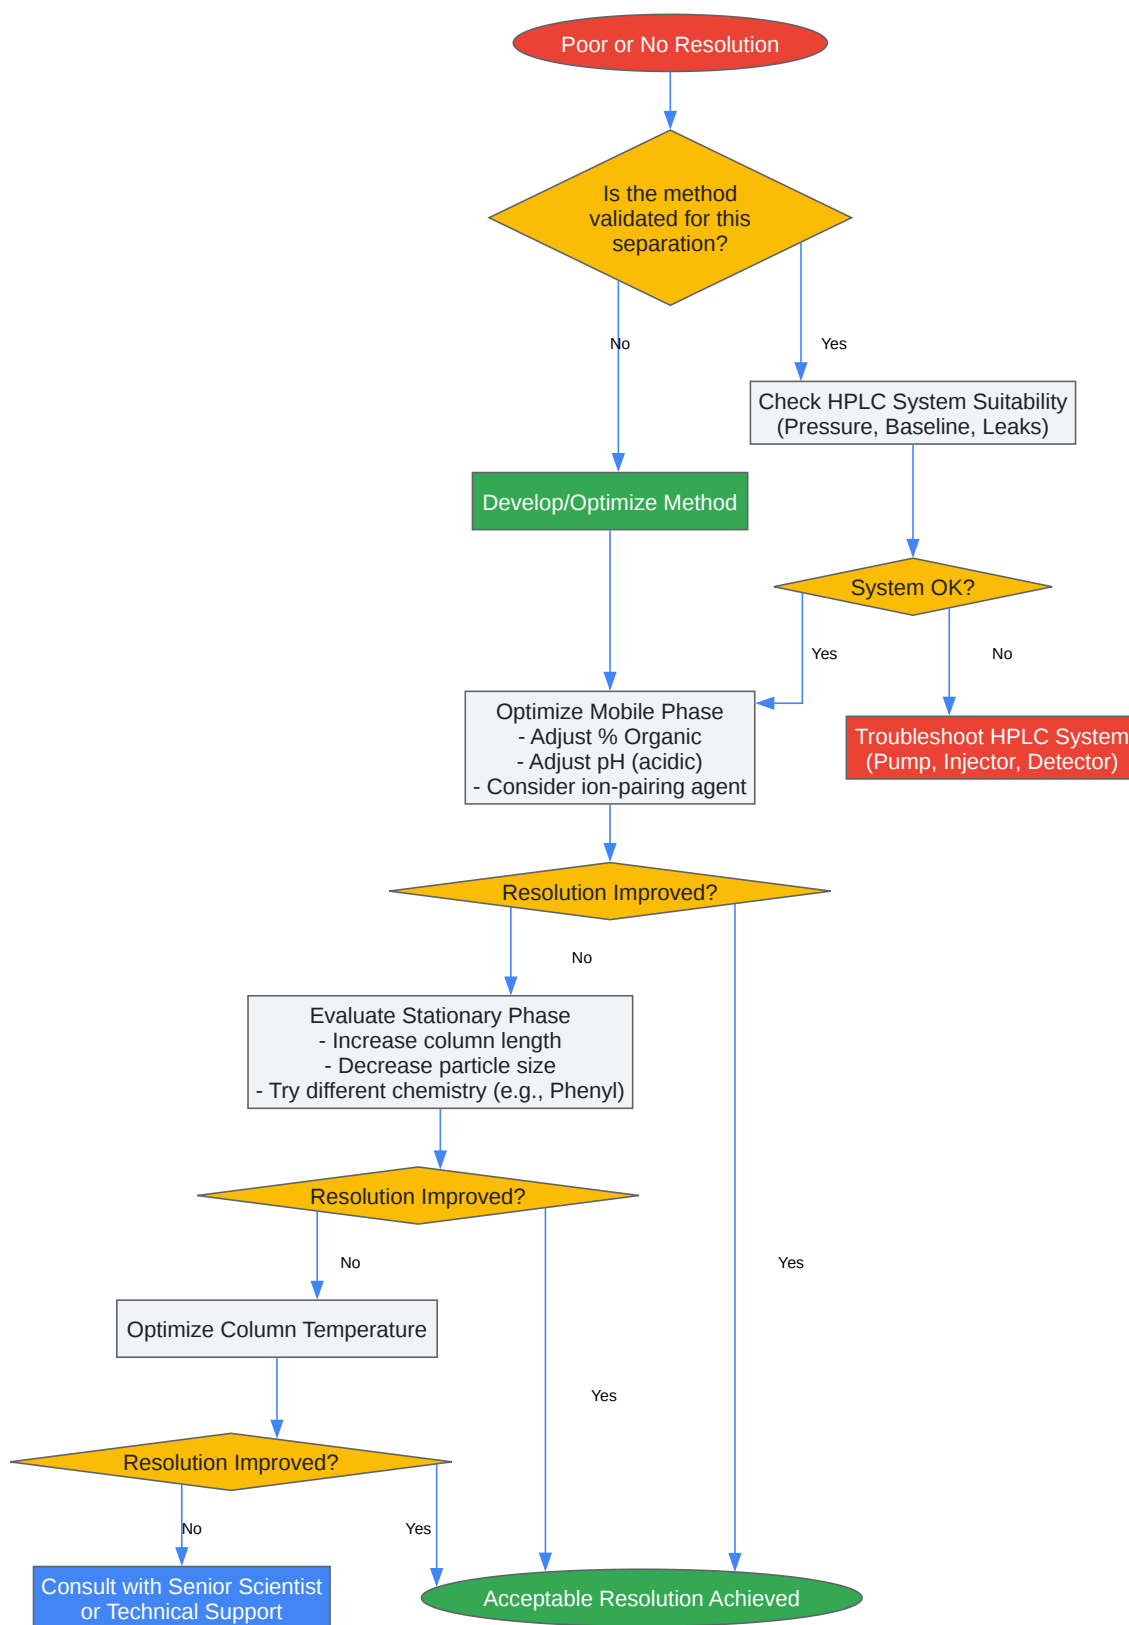 Poor or No Resolution
Is the method
validated for this
separation?
No
Yes
Check HPLC System Suitability
(Pressure, Baseline, Leaks)
Develop/Optimize Method
System OK?
Yes
No
Optimize Mobile Phase
- Adjust % Organic
- Adjust pH (acidic)
- Consider ion-pairing agent
Troubleshoot HPLC System
(Pump, Injector, Detector)
Resolution Improved?
No
Evaluate Stationary Phase
- Increase column length
- Decrease particle size
- Try different chemistry (e.g., Phenyl)
Resolution Improved?
No
Yes
Optimize Column Temperature
Yes
Resolution Improved?
No
Yes
Consult with Senior Scientist
or Technical Support
Acceptable Resolution Achieved